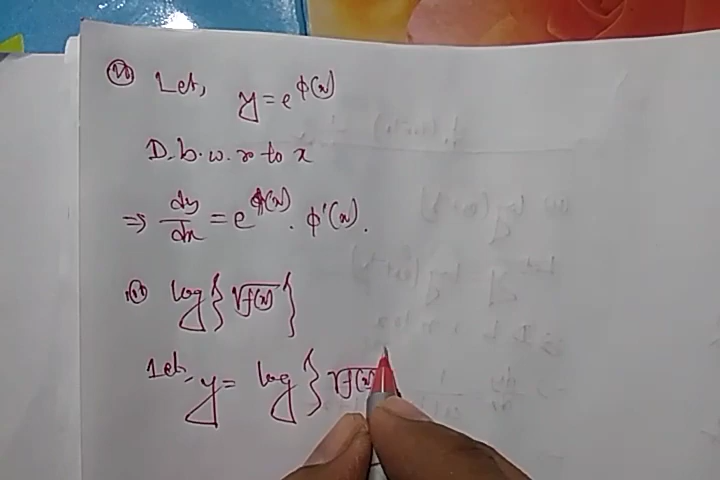 Let, y = e^φ(x)
D. b. w. r to x
⇒ dy/dx = e^φ(x) . φ'(x).
log { √f(x) }
Let, y = log { √f(x)